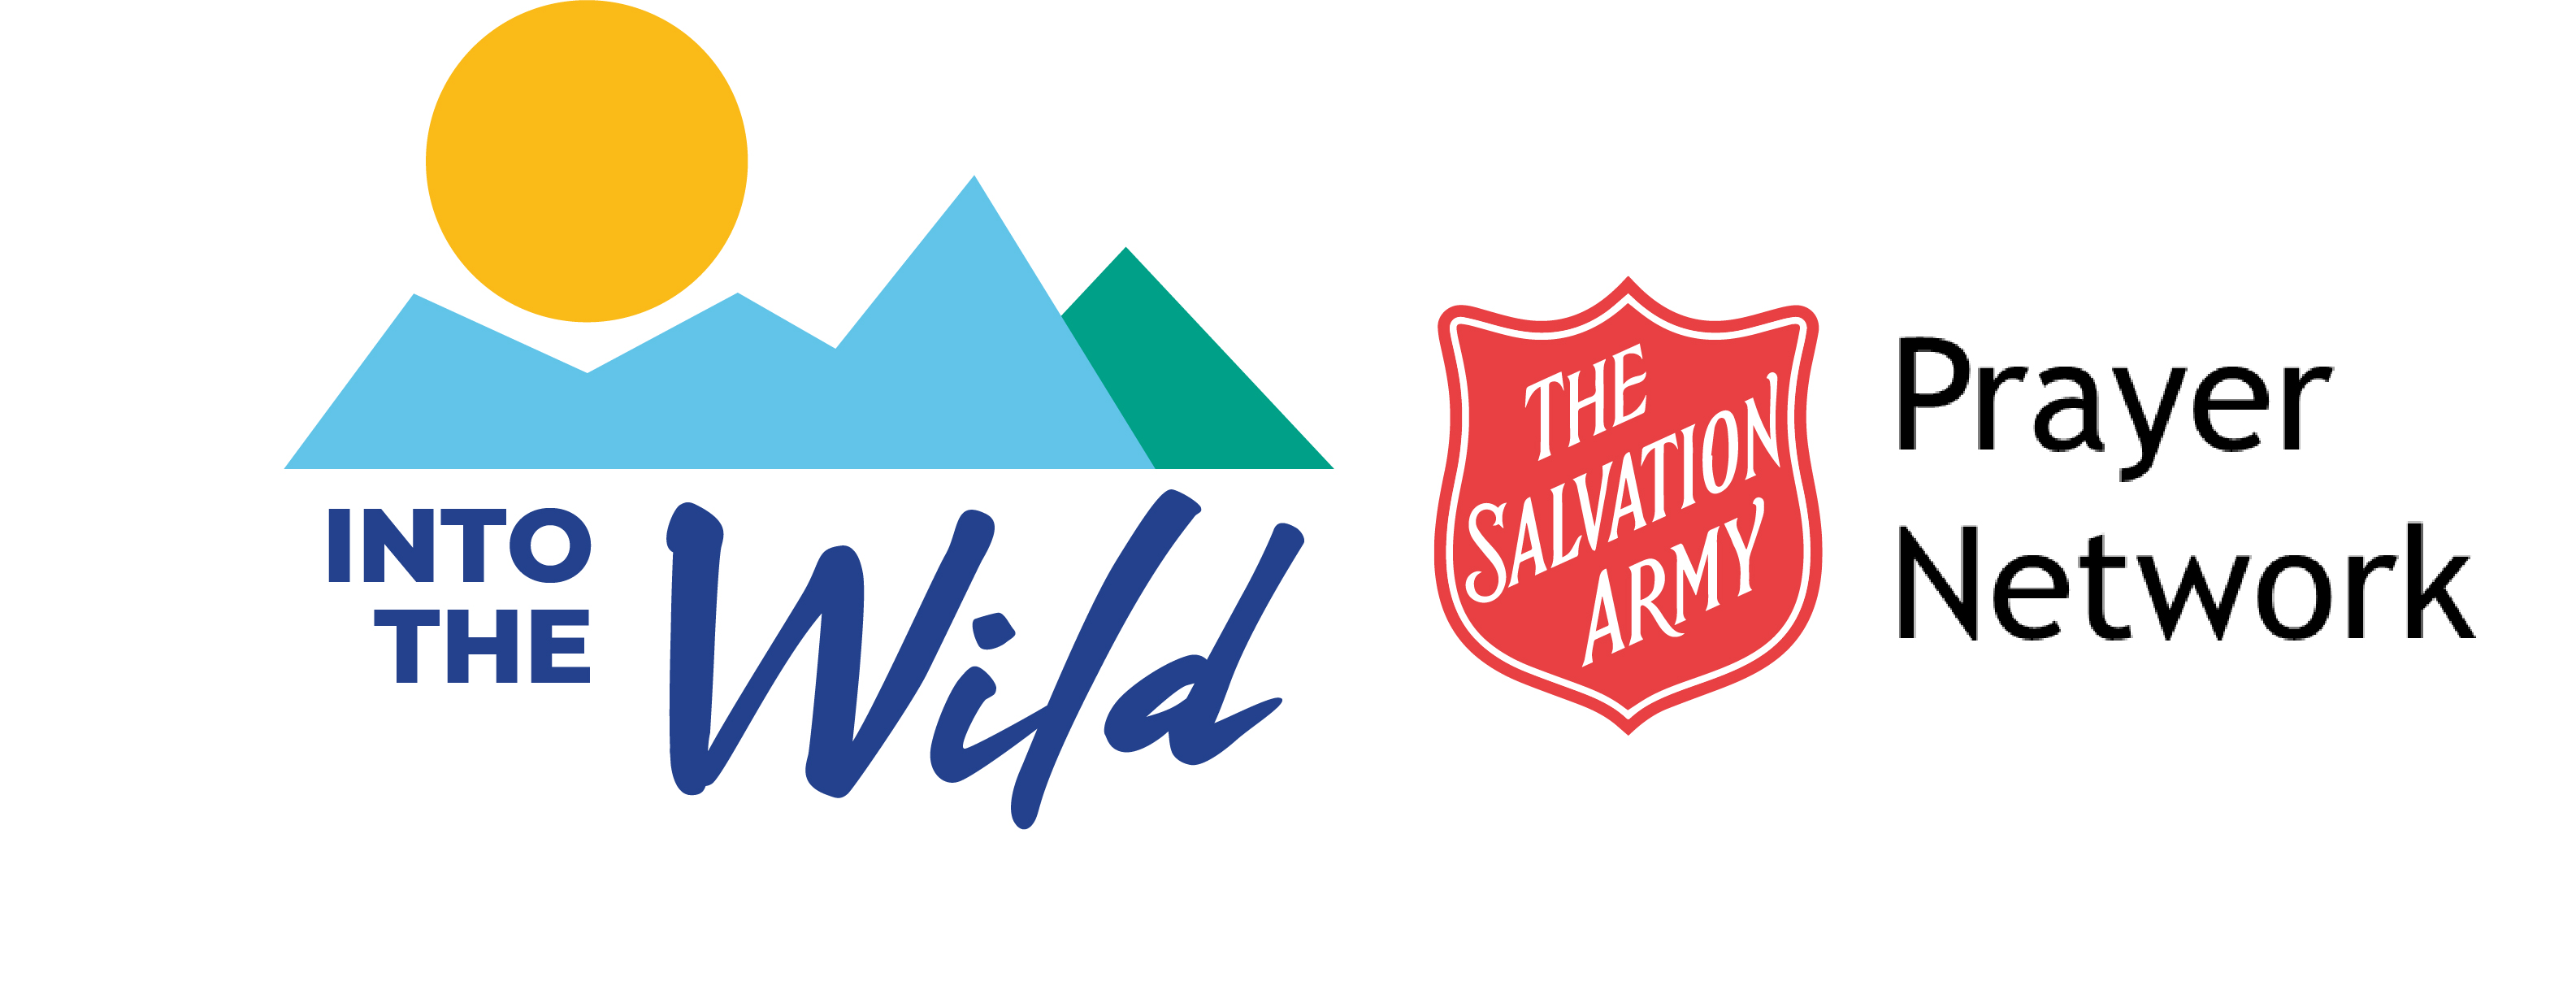 INTO
THE
Wild
THE
SALVATION
ARMY
Prayer
Network